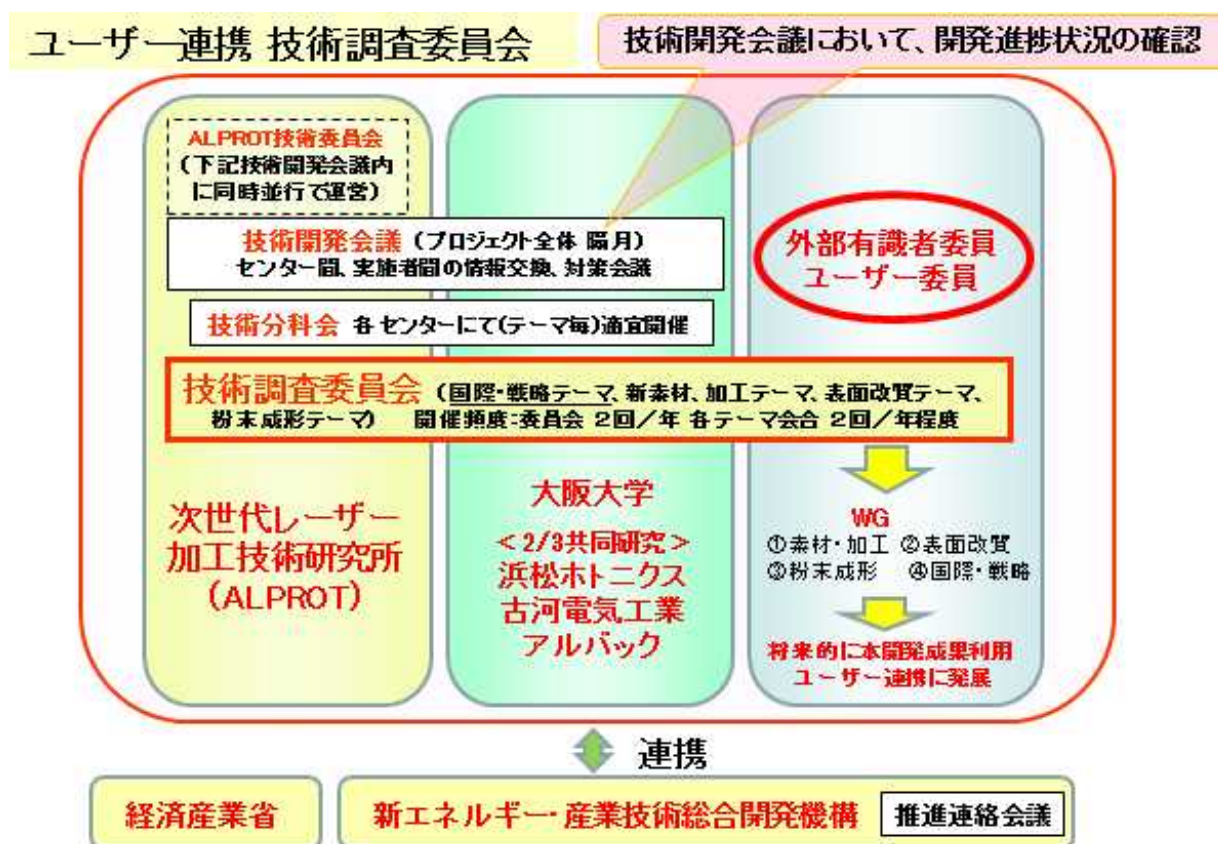 ユーザー連携 技術調査委員会
技術開発会議において、開発進捗状況の確認
ALPROT技術委員会
(下記技術開発会議内
に同時並行で運営)
技術開発会議 (プロジェクト全体 隔月)
センター間、実施者間の情報交換、対策会議
技術分科会 各センターにて(テーマ毎)適宜開催
外部有識者委員
ユーザー委員
技術調査委員会 (国際・戦略テーマ、新素材、加工テーマ、表面改質テーマ、
粉末成形テーマ) 開催頻度:委員会 2回/年 各テーマ会合 2回/年程度
次世代レーザー
加工技術研究所
(ALPROT)
大阪大学
<2/3共同研究>
浜松ホトニクス
古河電気工業
アルバック
WG
①素材・加工 ②表面改質
③粉末成形 ④国際・戦略
将来的に本開発成果利用
ユーザー連携に発展
連携
経済産業省
新エネルギー・産業技術総合開発機構
推進連絡会議